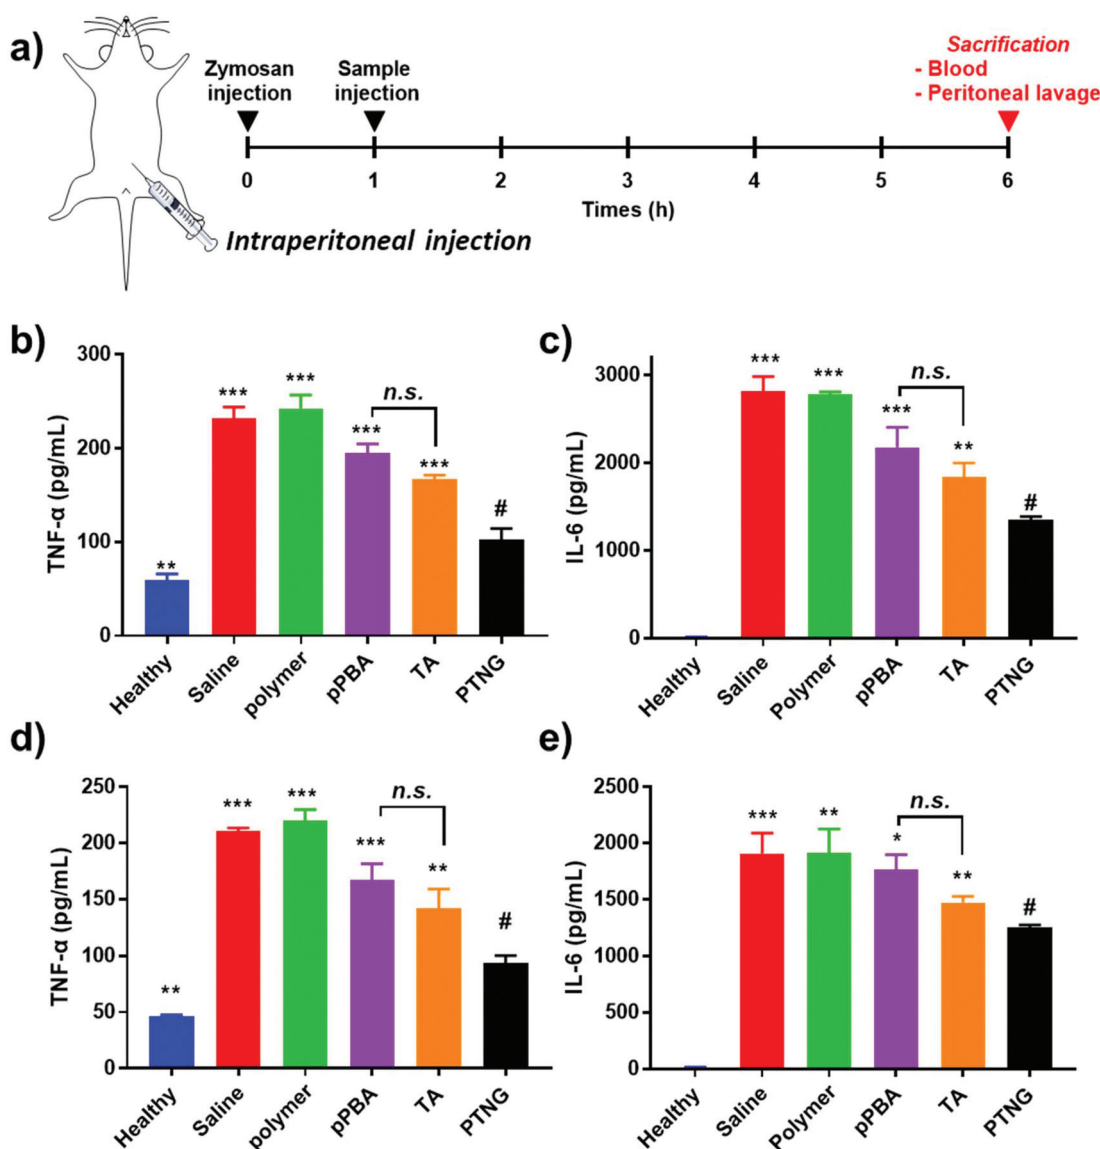 a)
Zymosan
injection
Sample
injection
Sacrification
- Blood
- Peritoneal lavage
0 1 2 3 4 5 6
Times (h)
Intraperitoneal injection
b)
TNF-α (pg/mL)
300
200
100
0
**
***
***
***
n.s.
***
#
Healthy
Saline
polymer
pPBA
TA
PTNG
c)
IL-6 (pg/mL)
3000
2000
1000
0
***
***
***
n.s.
**
#
Healthy
Saline
Polymer
pPBA
TA
PTNG
d)
TNF-α (pg/mL)
250
200
150
100
50
0
**
***
***
***
n.s.
**
#
Healthy
Saline
polymer
pPBA
TA
PTNG
e)
IL-6 (pg/mL)
2500
2000
1500
1000
500
0
***
**
*
n.s.
**
#
Healthy
Saline
Polymer
pPBA
TA
PTNG